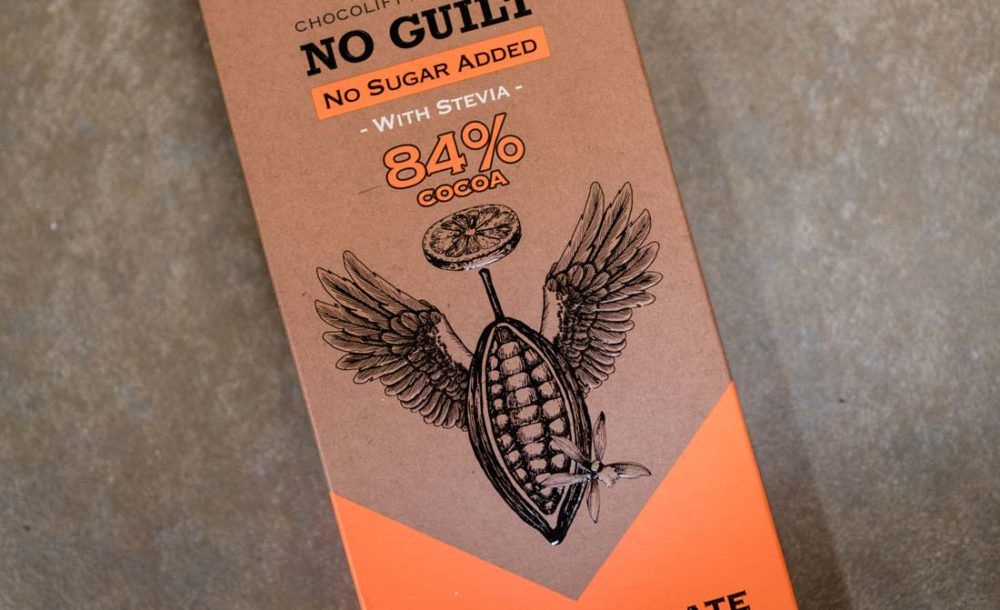 NO GUILT
No Sugar Added
- With Stevia -
84%
COCOA